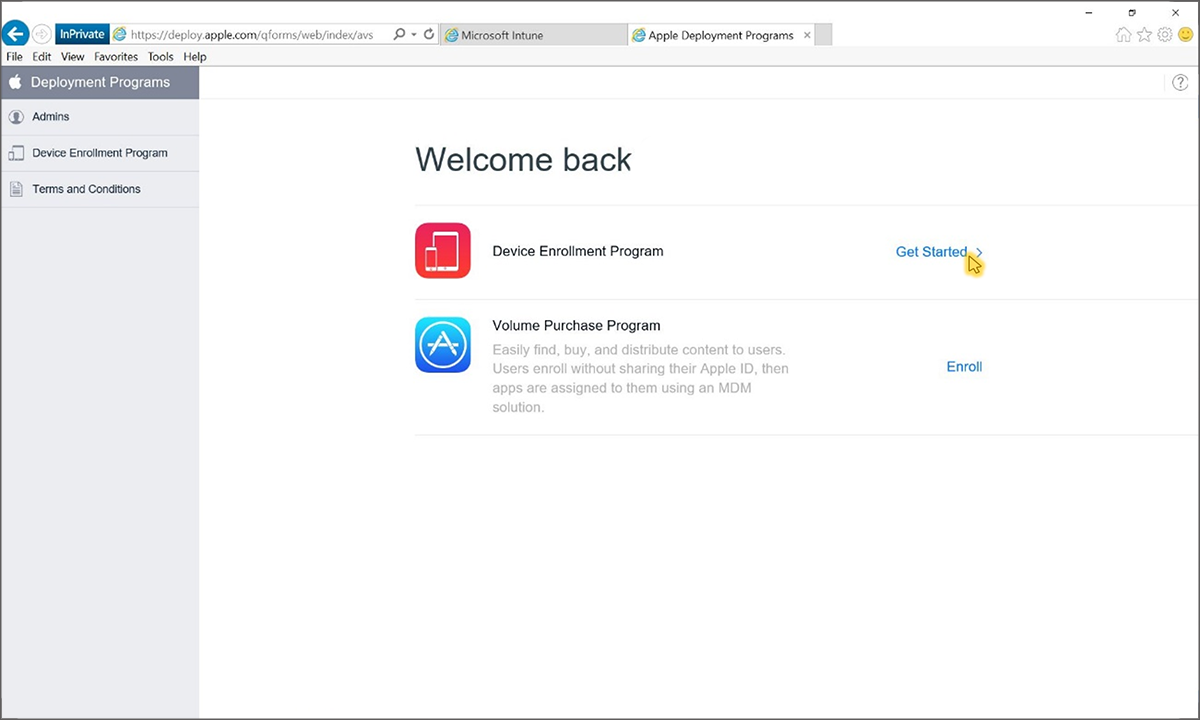 InPrivate https://deploy.apple.com/qforms/web/index/avs Microsoft Intune Apple Deployment Programs
File Edit View Favorites Tools Help
Deployment Programs
Admins
Device Enrollment Program
Terms and Conditions
Welcome back
Device Enrollment Program Get Started
Volume Purchase Program
Easily find, buy, and distribute content to users.
Users enroll without sharing their Apple ID, then
apps are assigned to them using an MDM
solution.
Enroll